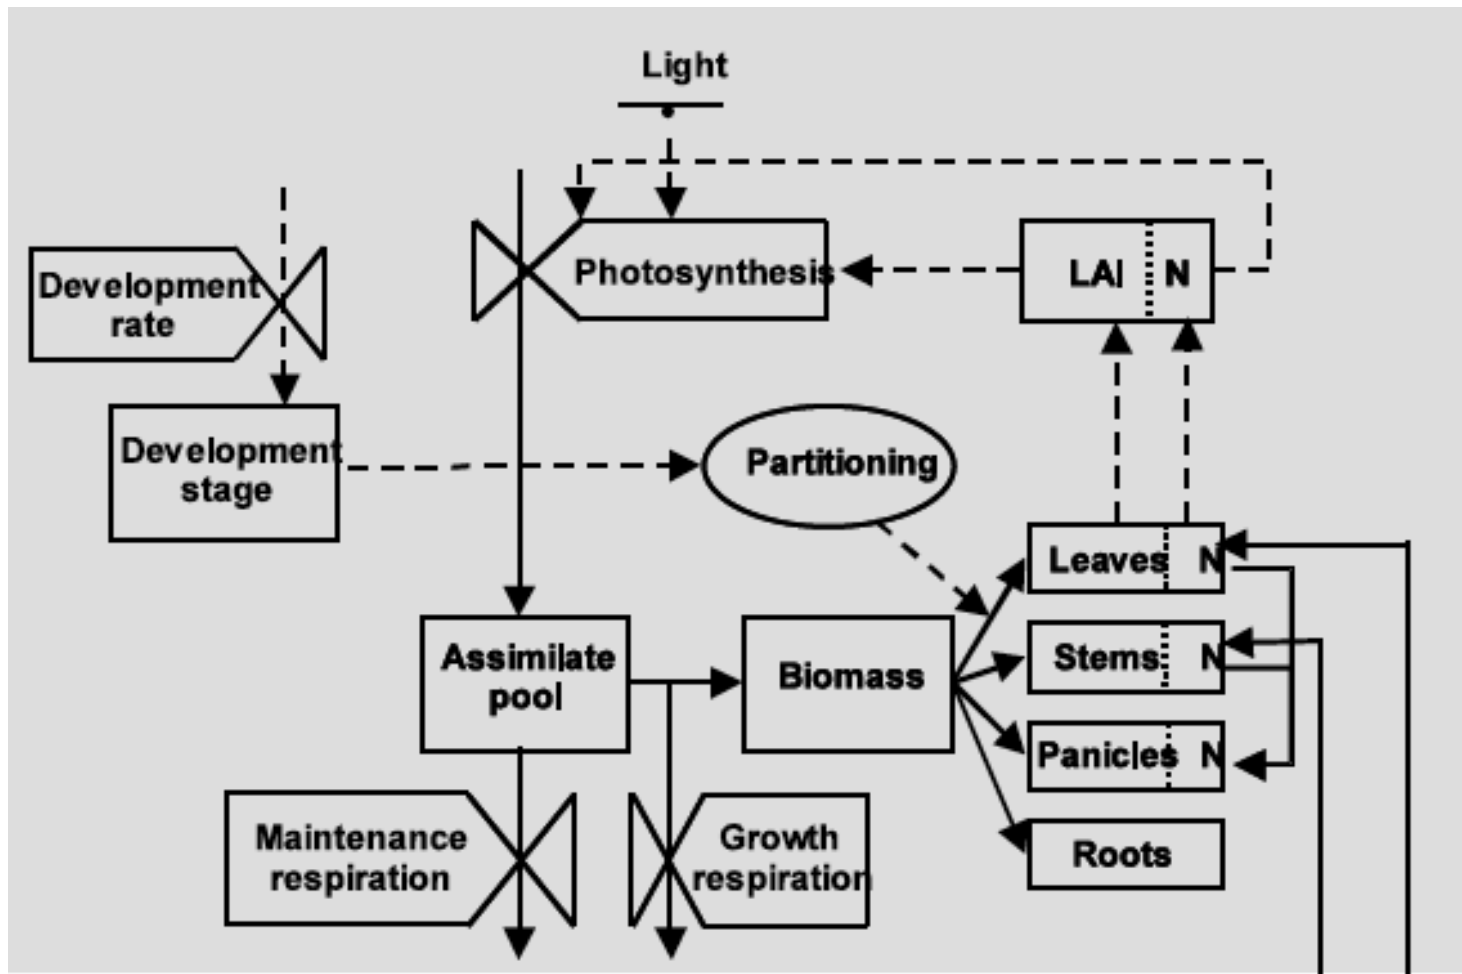 Light
Development
rate
Photosynthesis
LAI N
Development
stage
Partitioning
Leaves N
Assimilate
pool
Biomass
Stems N
Panicles N
Maintenance
respiration
Growth
respiration
Roots